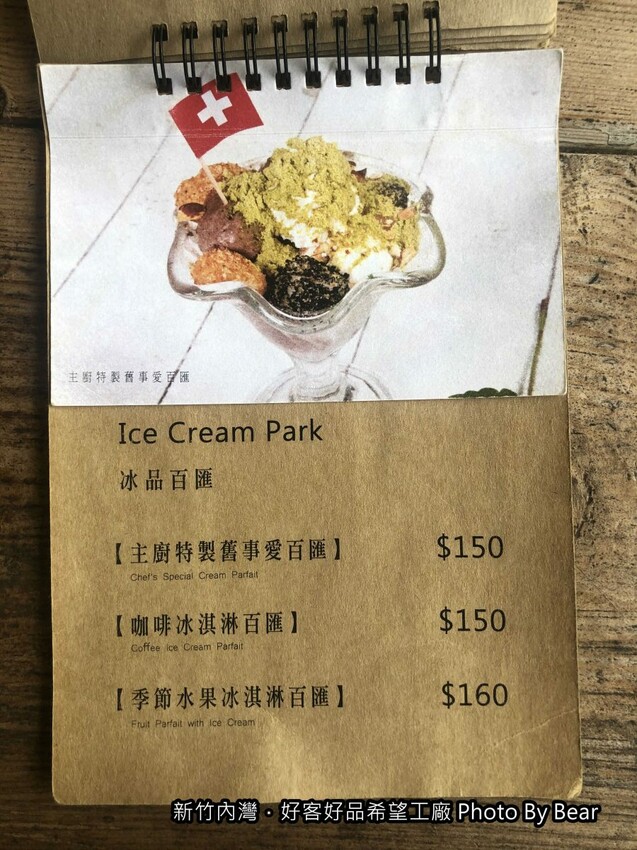 主廚特製舊事愛百匯
Ice Cream Park
冰品百匯
【主廚特製舊事愛百匯】 $150
Chef's Special Cream Parfait
【咖啡冰淇淋百匯】 $150
Coffee Ice Cream Parfait
【季節水果冰淇淋百匯】 $160
Fruit Parfait with Ice Cream
新竹內灣・好客好品希望工廠 Photo By Bear